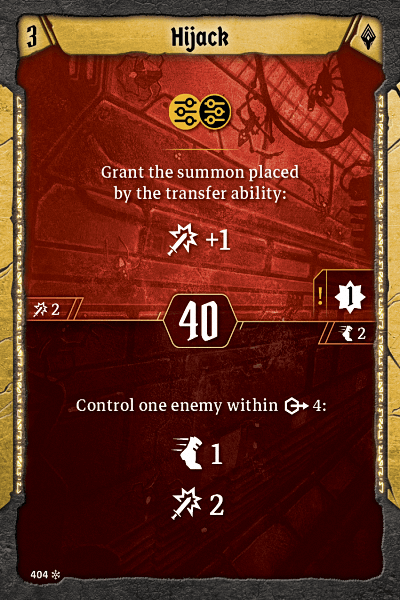 3
Hijack
Grant the summon placed
by the transfer ability:
+1
! 1
2
40
2
Control one enemy within 4:
1
2
404